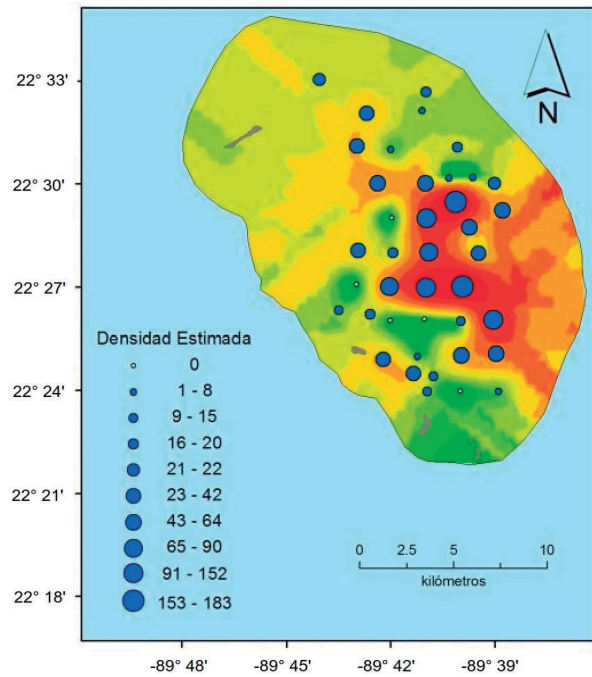 22° 33'
22° 30'
22° 27'
22° 24'
22° 21'
22° 18'
N
Densidad Estimada
0
1 - 8
9 - 15
16 - 20
21 - 22
23 - 42
43 - 64
65 - 90
91 - 152
153 - 183
0 2.5 5 10
kilómetros
-89° 48' -89° 45' -89° 42' -89° 39'